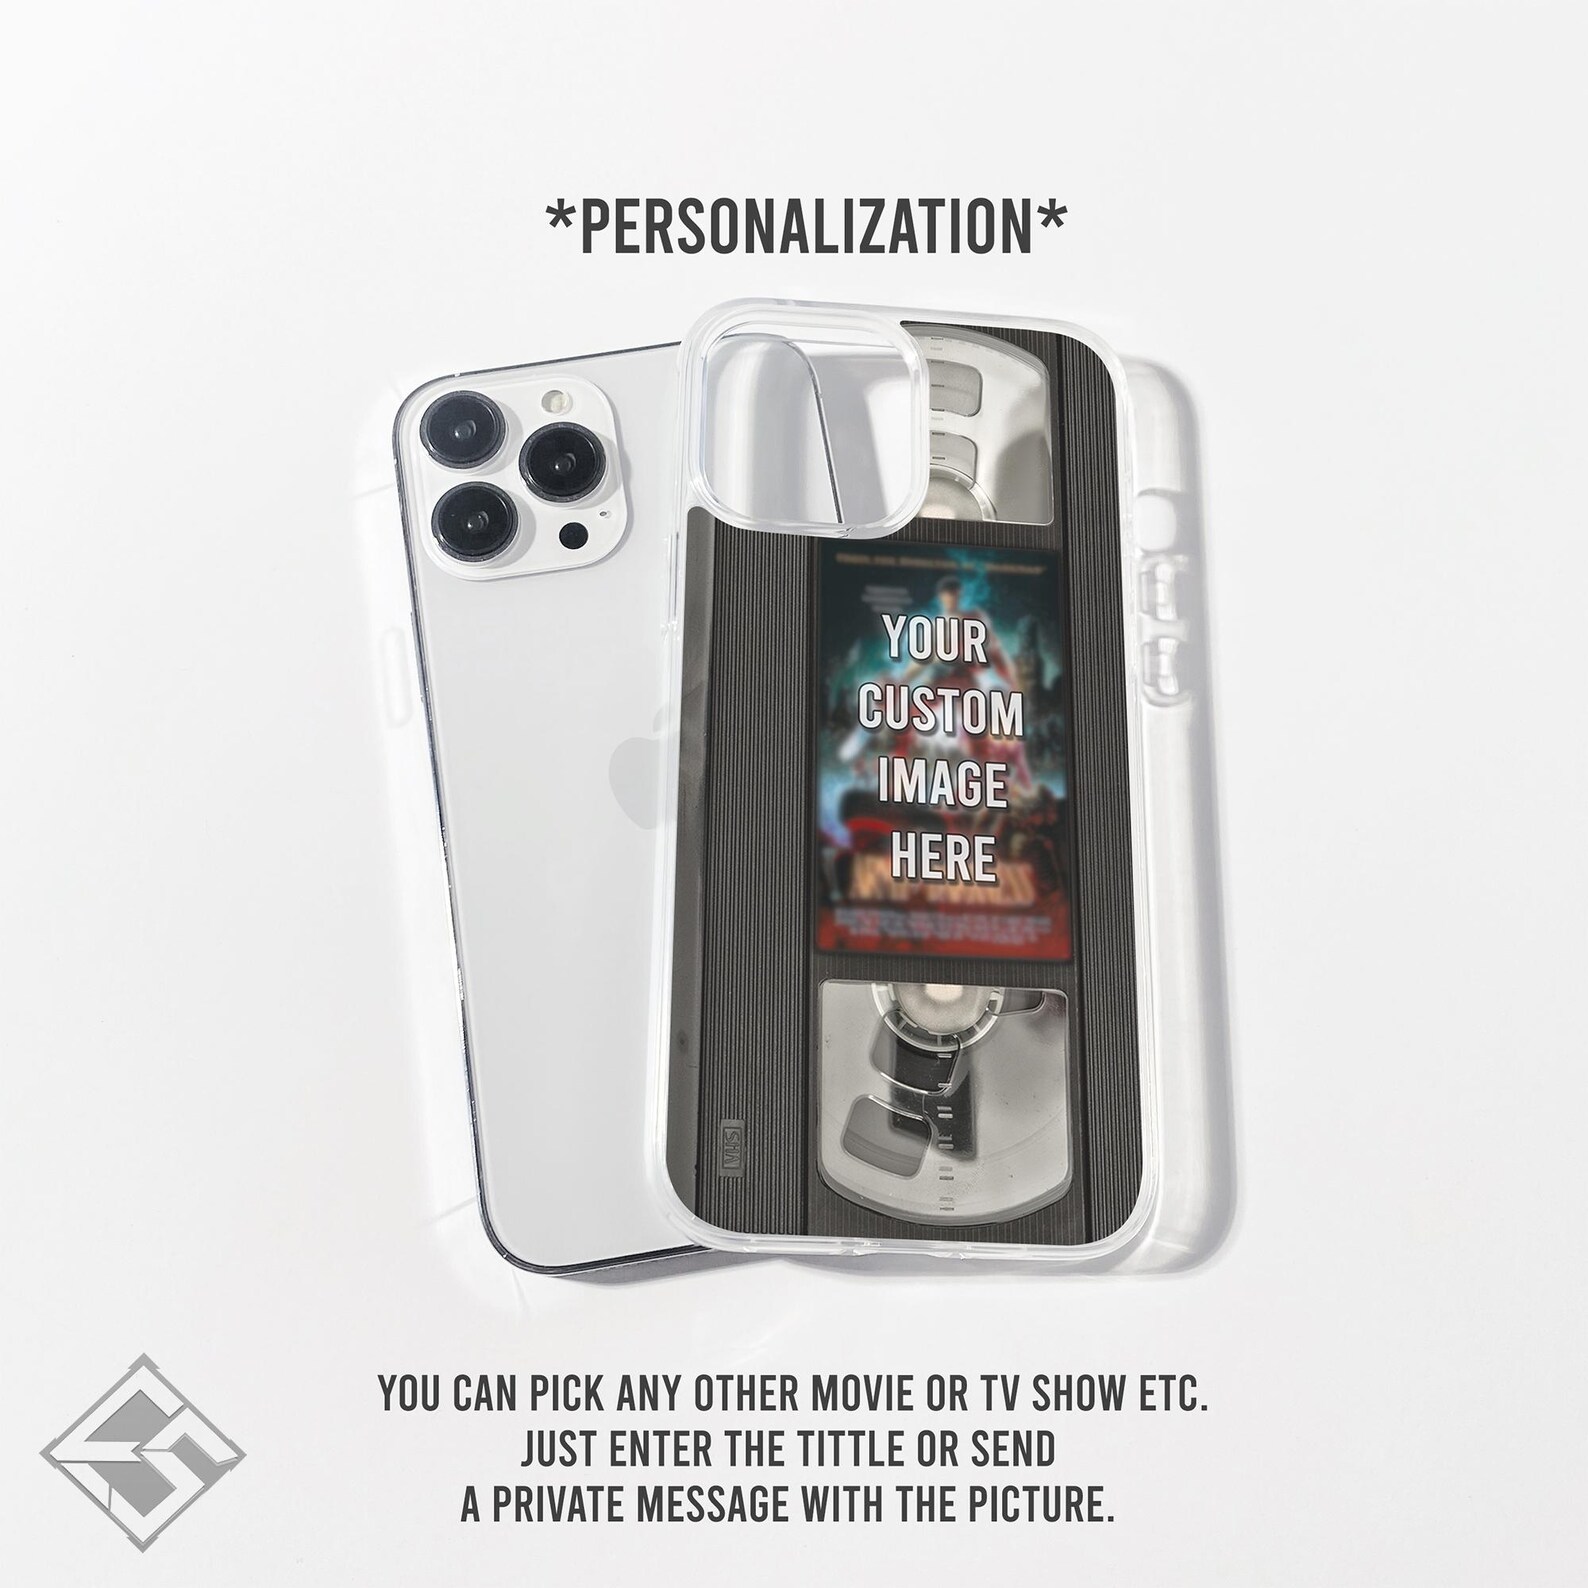 *PERSONALIZATION*
YOUR
CUSTOM
IMAGE
HERE
VHS
YOU CAN PICK ANY OTHER MOVIE OR TV SHOW ETC.
JUST ENTER THE TITTLE OR SEND
A PRIVATE MESSAGE WITH THE PICTURE.